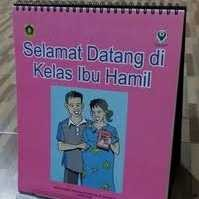 Selamat Datang di
Kelas Ibu Hamil